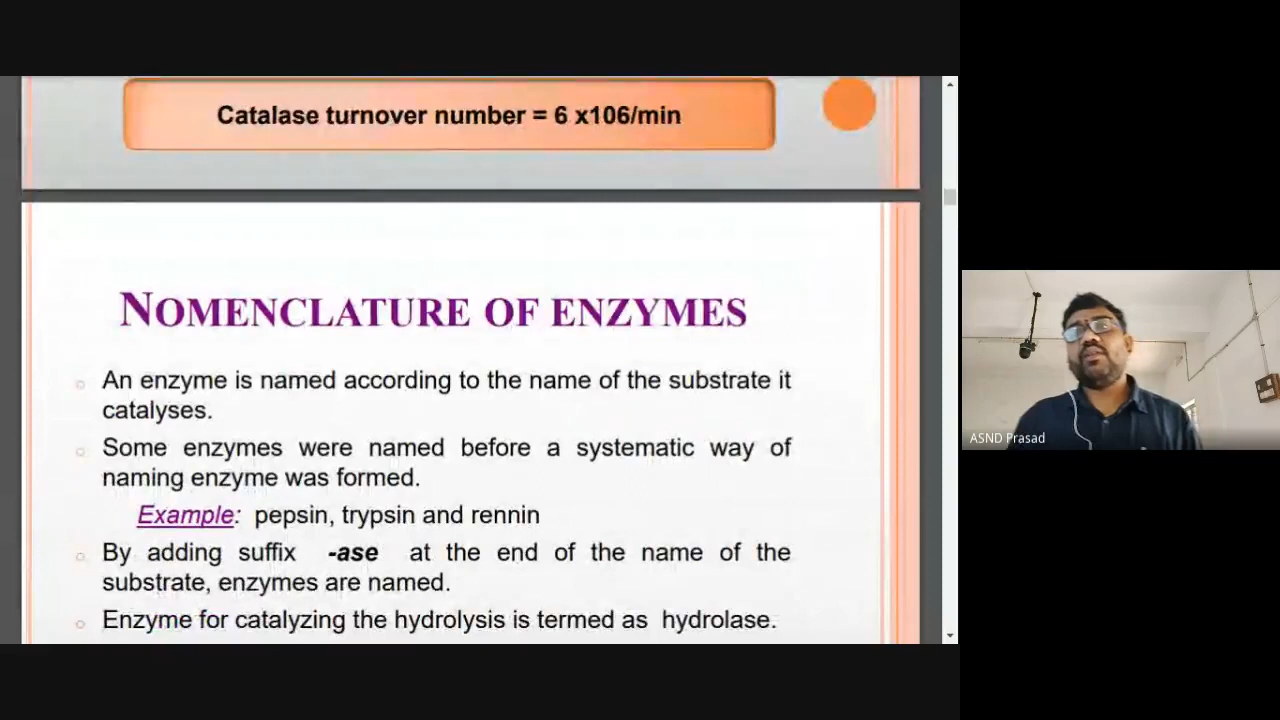 Catalase turnover number = 6 x106/min
NOMENCLATURE OF ENZYMES
An enzyme is named according to the name of the substrate it
catalyses.
Some enzymes were named before a systematic way of
naming enzyme was formed.
Example: pepsin, trypsin and rennin
By adding suffix -ase at the end of the name of the
substrate, enzymes are named.
Enzyme for catalyzing the hydrolysis is termed as hydrolase.
ASND Prasad